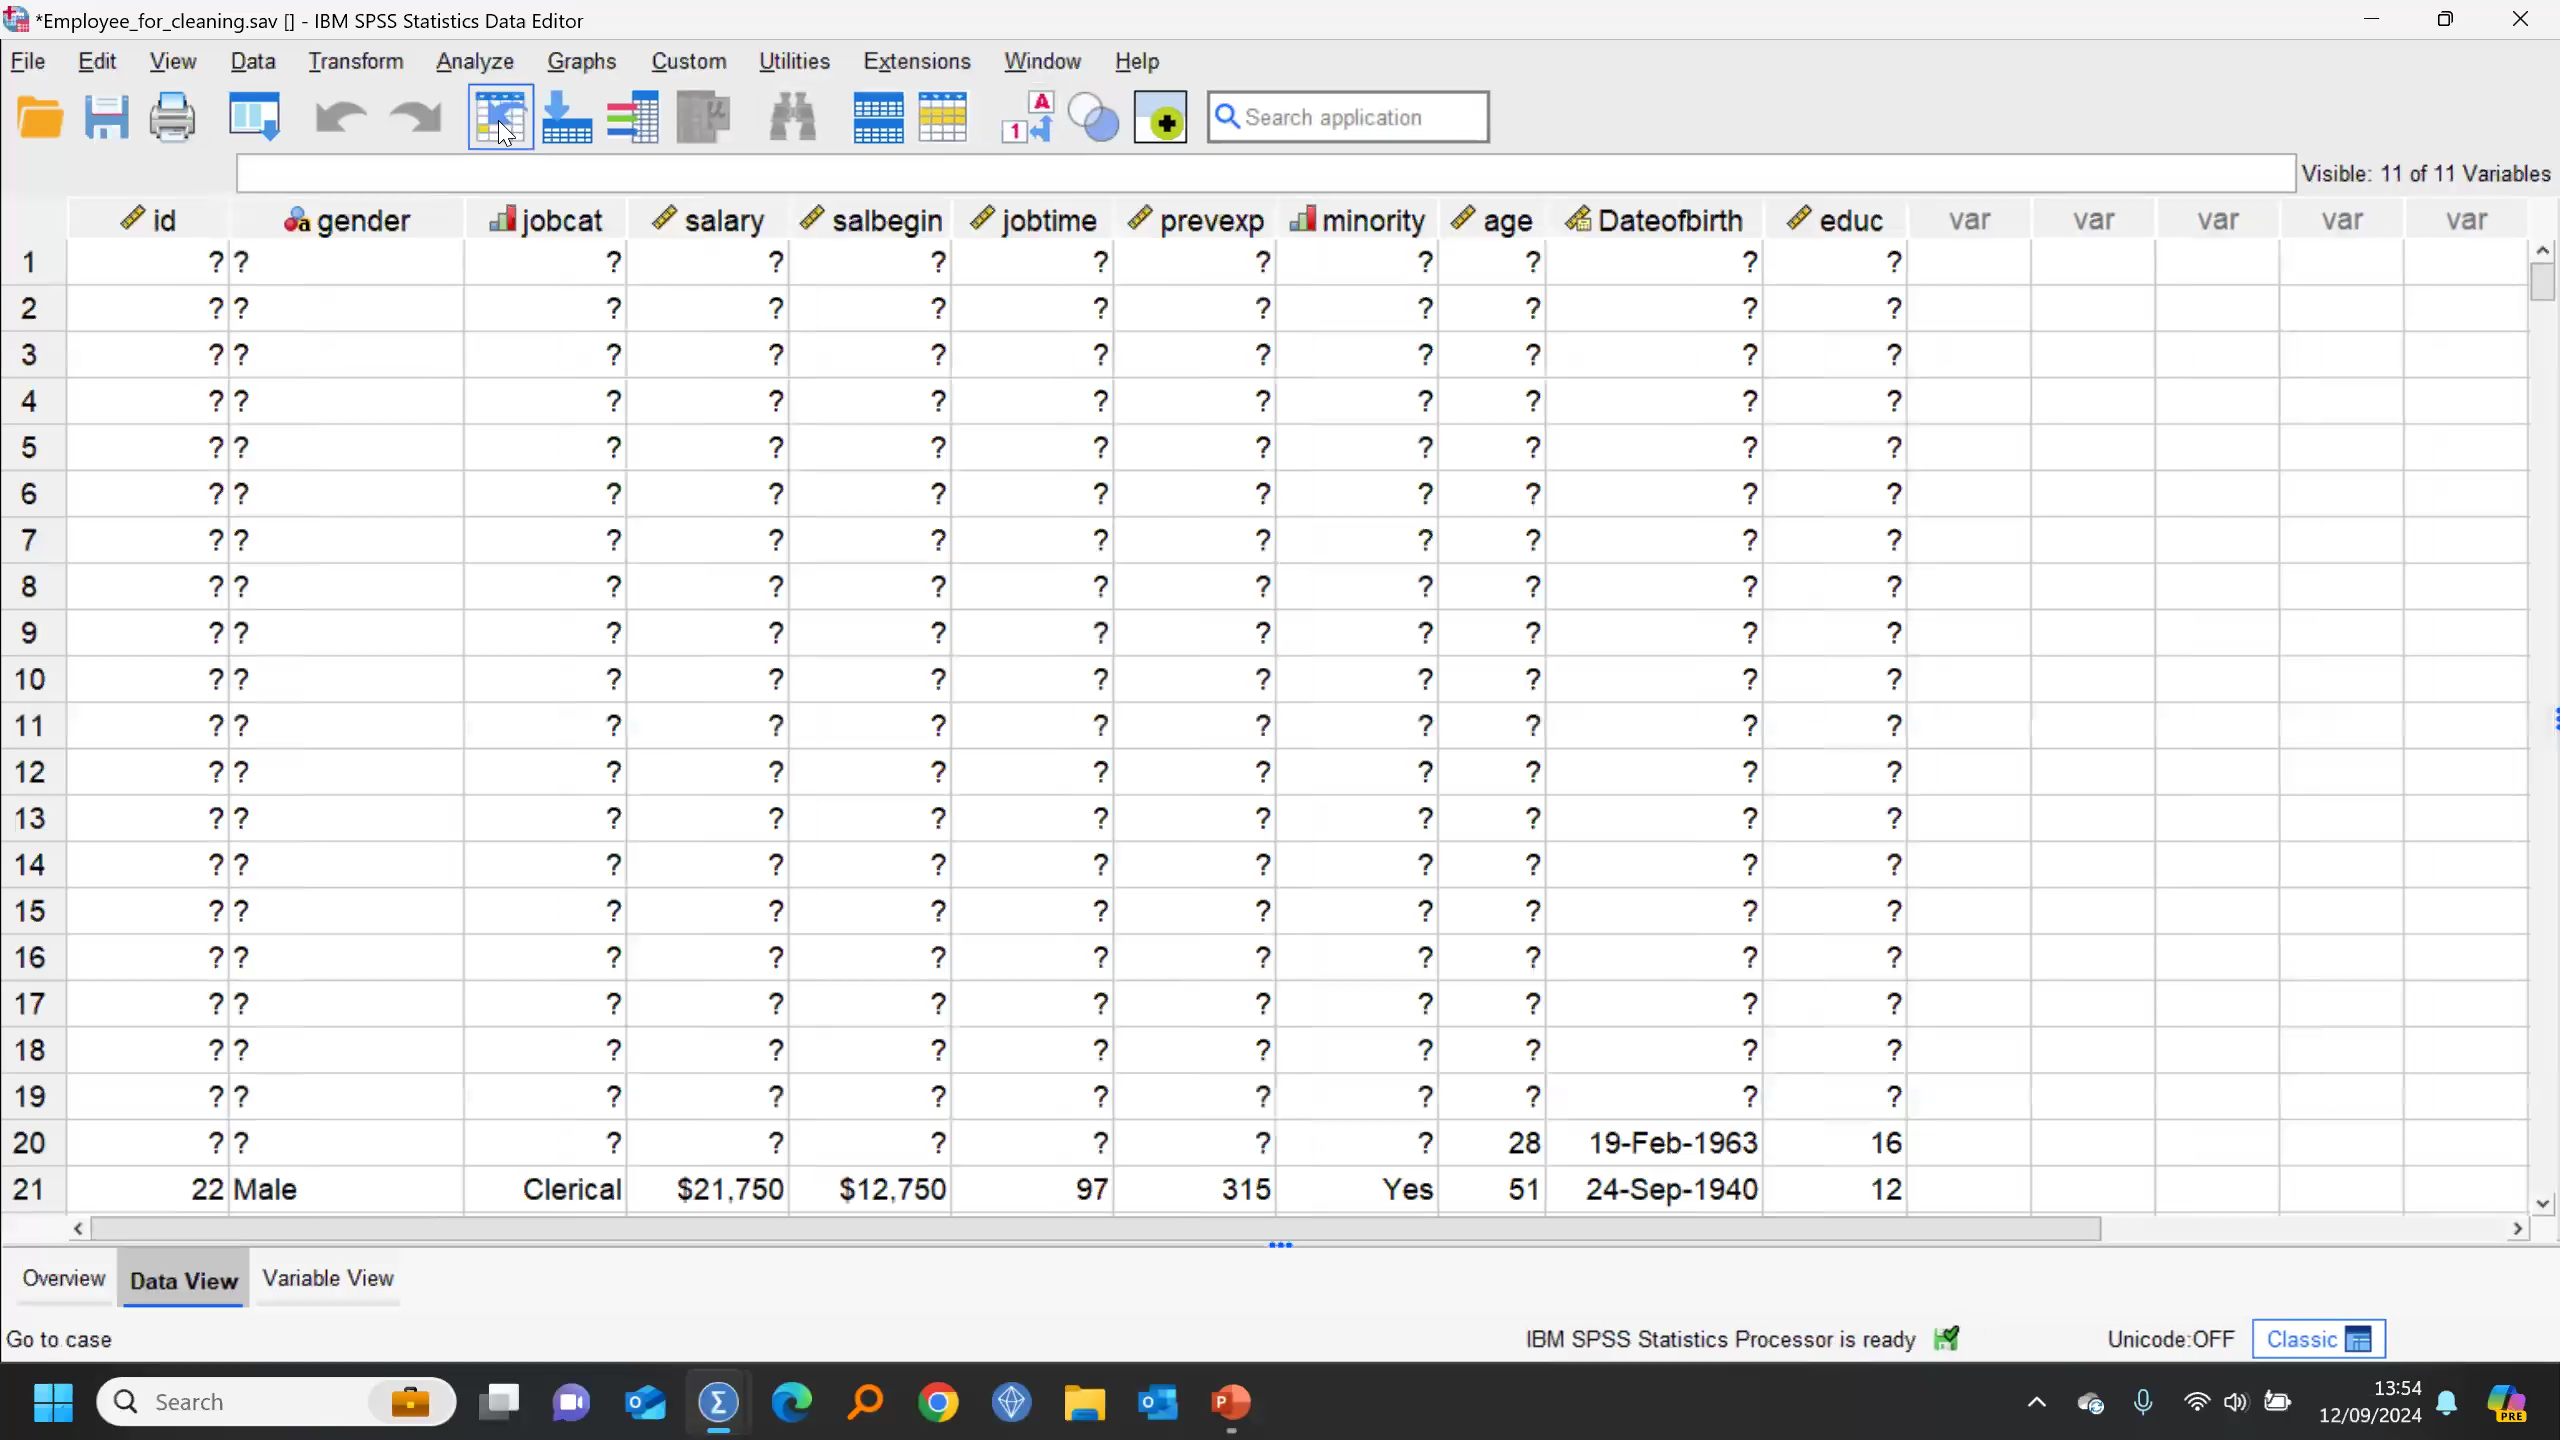 *Employee_for_cleaning.sav [] - IBM SPSS Statistics Data Editor
File Edit View Data Transform Analyze Graphs Custom Utilities Extensions Window Help
A 1 Search application
Visible: 11 of 11 Variables
id gender jobcat salary salbegin jobtime prevexp minority age Dateofbirth educ var var var var var
1 ? ? ? ? ? ? ? ? ? ? ?
2 ? ? ? ? ? ? ? ? ? ? ?
3 ? ? ? ? ? ? ? ? ? ? ?
4 ? ? ? ? ? ? ? ? ? ? ?
5 ? ? ? ? ? ? ? ? ? ? ?
6 ? ? ? ? ? ? ? ? ? ? ?
7 ? ? ? ? ? ? ? ? ? ? ?
8 ? ? ? ? ? ? ? ? ? ? ?
9 ? ? ? ? ? ? ? ? ? ? ?
10 ? ? ? ? ? ? ? ? ? ? ?
11 ? ? ? ? ? ? ? ? ? ? ?
12 ? ? ? ? ? ? ? ? ? ? ?
13 ? ? ? ? ? ? ? ? ? ? ?
14 ? ? ? ? ? ? ? ? ? ? ?
15 ? ? ? ? ? ? ? ? ? ? ?
16 ? ? ? ? ? ? ? ? ? ? ?
17 ? ? ? ? ? ? ? ? ? ? ?
18 ? ? ? ? ? ? ? ? ? ? ?
19 ? ? ? ? ? ? ? ? ? ? ?
20 ? ? ? ? ? ? ? ? 28 19-Feb-1963 16
21 22 Male Clerical $21,750 $12,750 97 315 Yes 51 24-Sep-1940 12
Overview Data View Variable View
Go to case IBM SPSS Statistics Processor is ready Unicode:OFF Classic
Search 13:54
12/09/2024 PRE